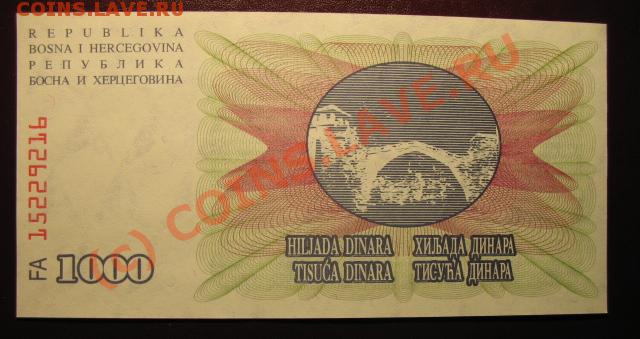 COINS.LAVE.RU
REPUBLIKA
BOSNA I HERCEGOVINA
РЕПУБЛИКА
БОСНА И ХЕРЦЕГОВИНА
FA 15229216
1000
HILJADA DINARA ХИЉАДА ДИНАРА
TISUĆA DINARA ТИСУЋА ДИНАРА
(c) COINS.LAVE.RU